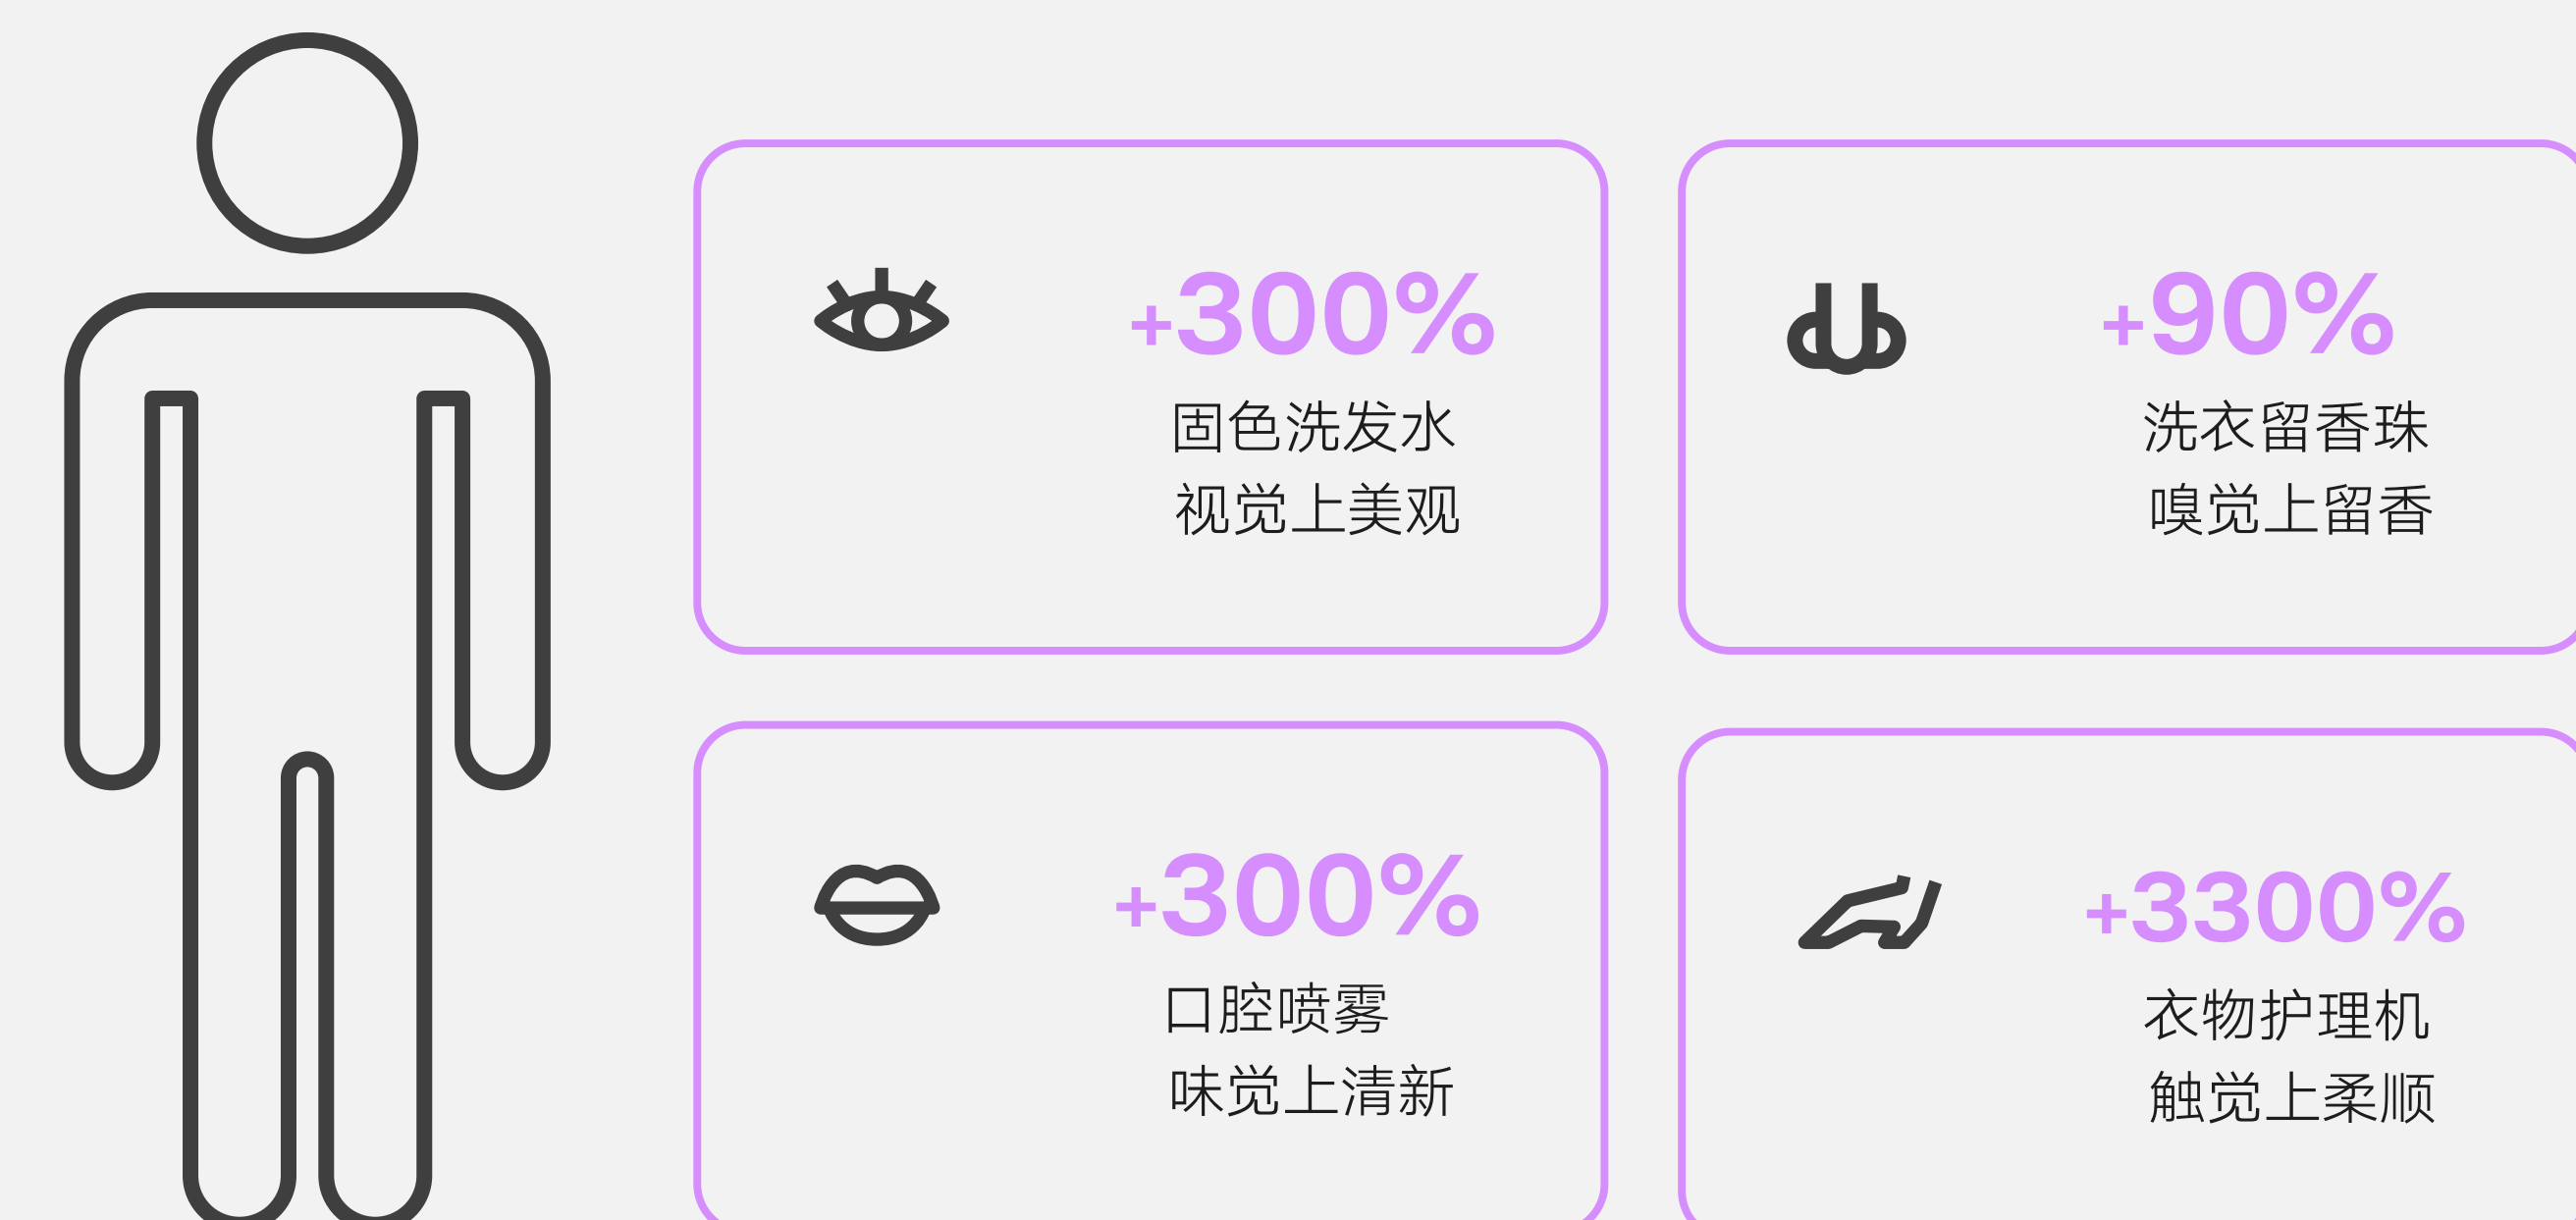 +300%
固色洗发水
视觉上美观
+90%
洗衣留香珠
嗅觉上留香
+300%
口腔喷雾
味觉上清新
+3300%
衣物护理机
触觉上柔顺